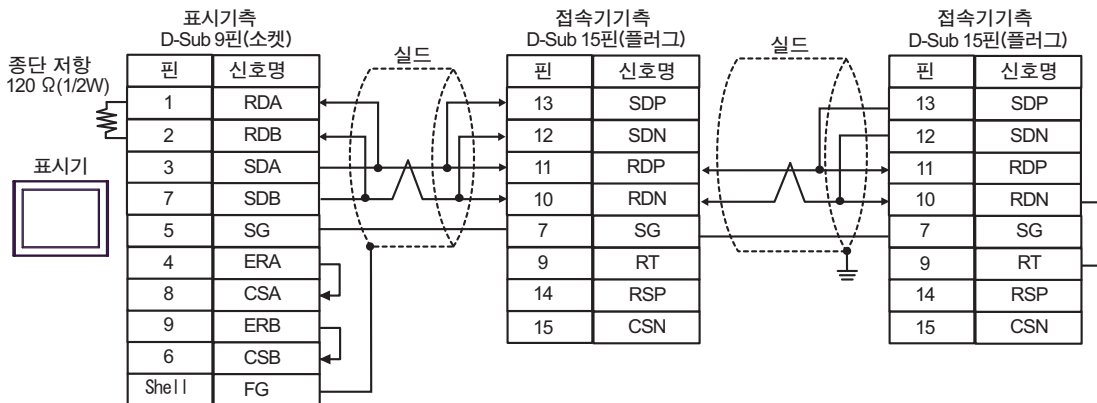 표시기측
D-Sub 9핀(소켓)
접속기기측
D-Sub 15핀(플러그)
접속기기측
D-Sub 15핀(플러그)
종단 저항
120 Ω(1/2W)
표시기
실드
실드
핀 신호명
1 RDA
2 RDB
3 SDA
7 SDB
5 SG
4 ERA
8 CSA
9 ERB
6 CSB
Shell FG
핀 신호명
13 SDP
12 SDN
11 RDP
10 RDN
7 SG
9 RT
14 RSP
15 CSN
핀 신호명
13 SDP
12 SDN
11 RDP
10 RDN
7 SG
9 RT
14 RSP
15 CSN